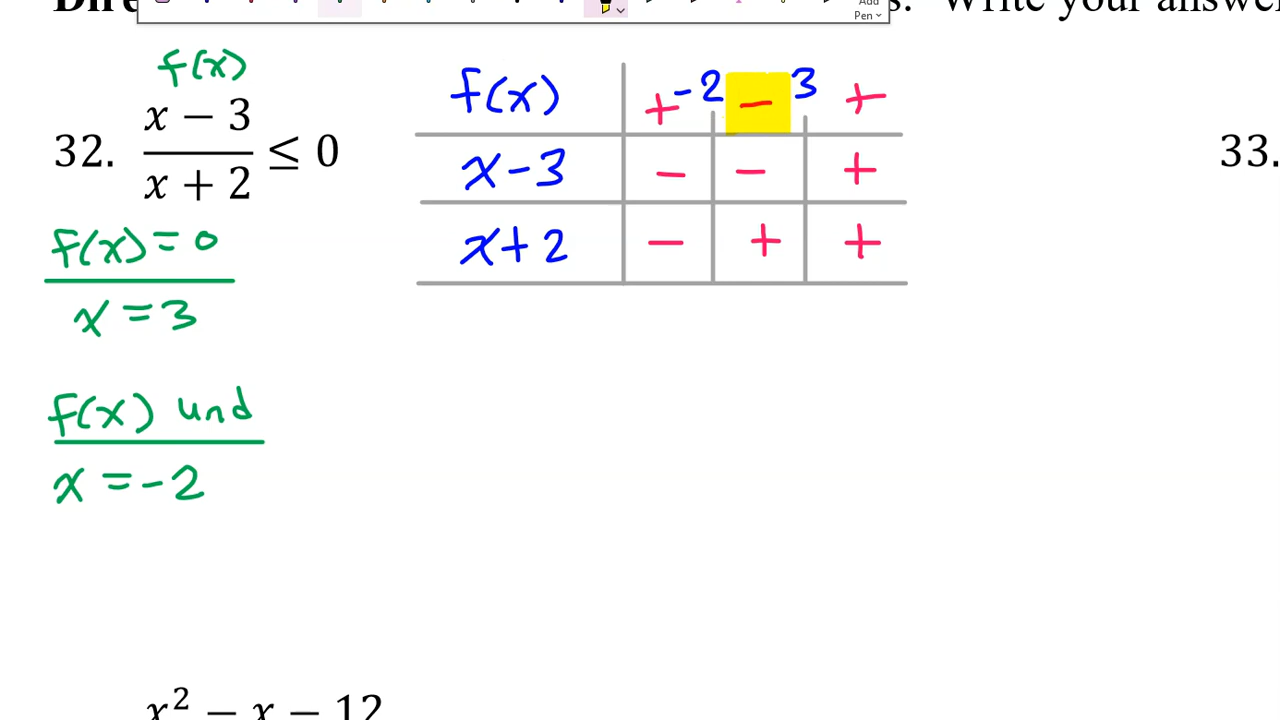 Dire
s. Write your answer
Add
Pen
f(x)
32. x − 3 / x + 2 ≤ 0
f(x) = 0
x = 3
f(x) und
x = -2
f(x) + -2 − 3 +
x-3 − − +
x+2 − + +
33.
x² − x − 12